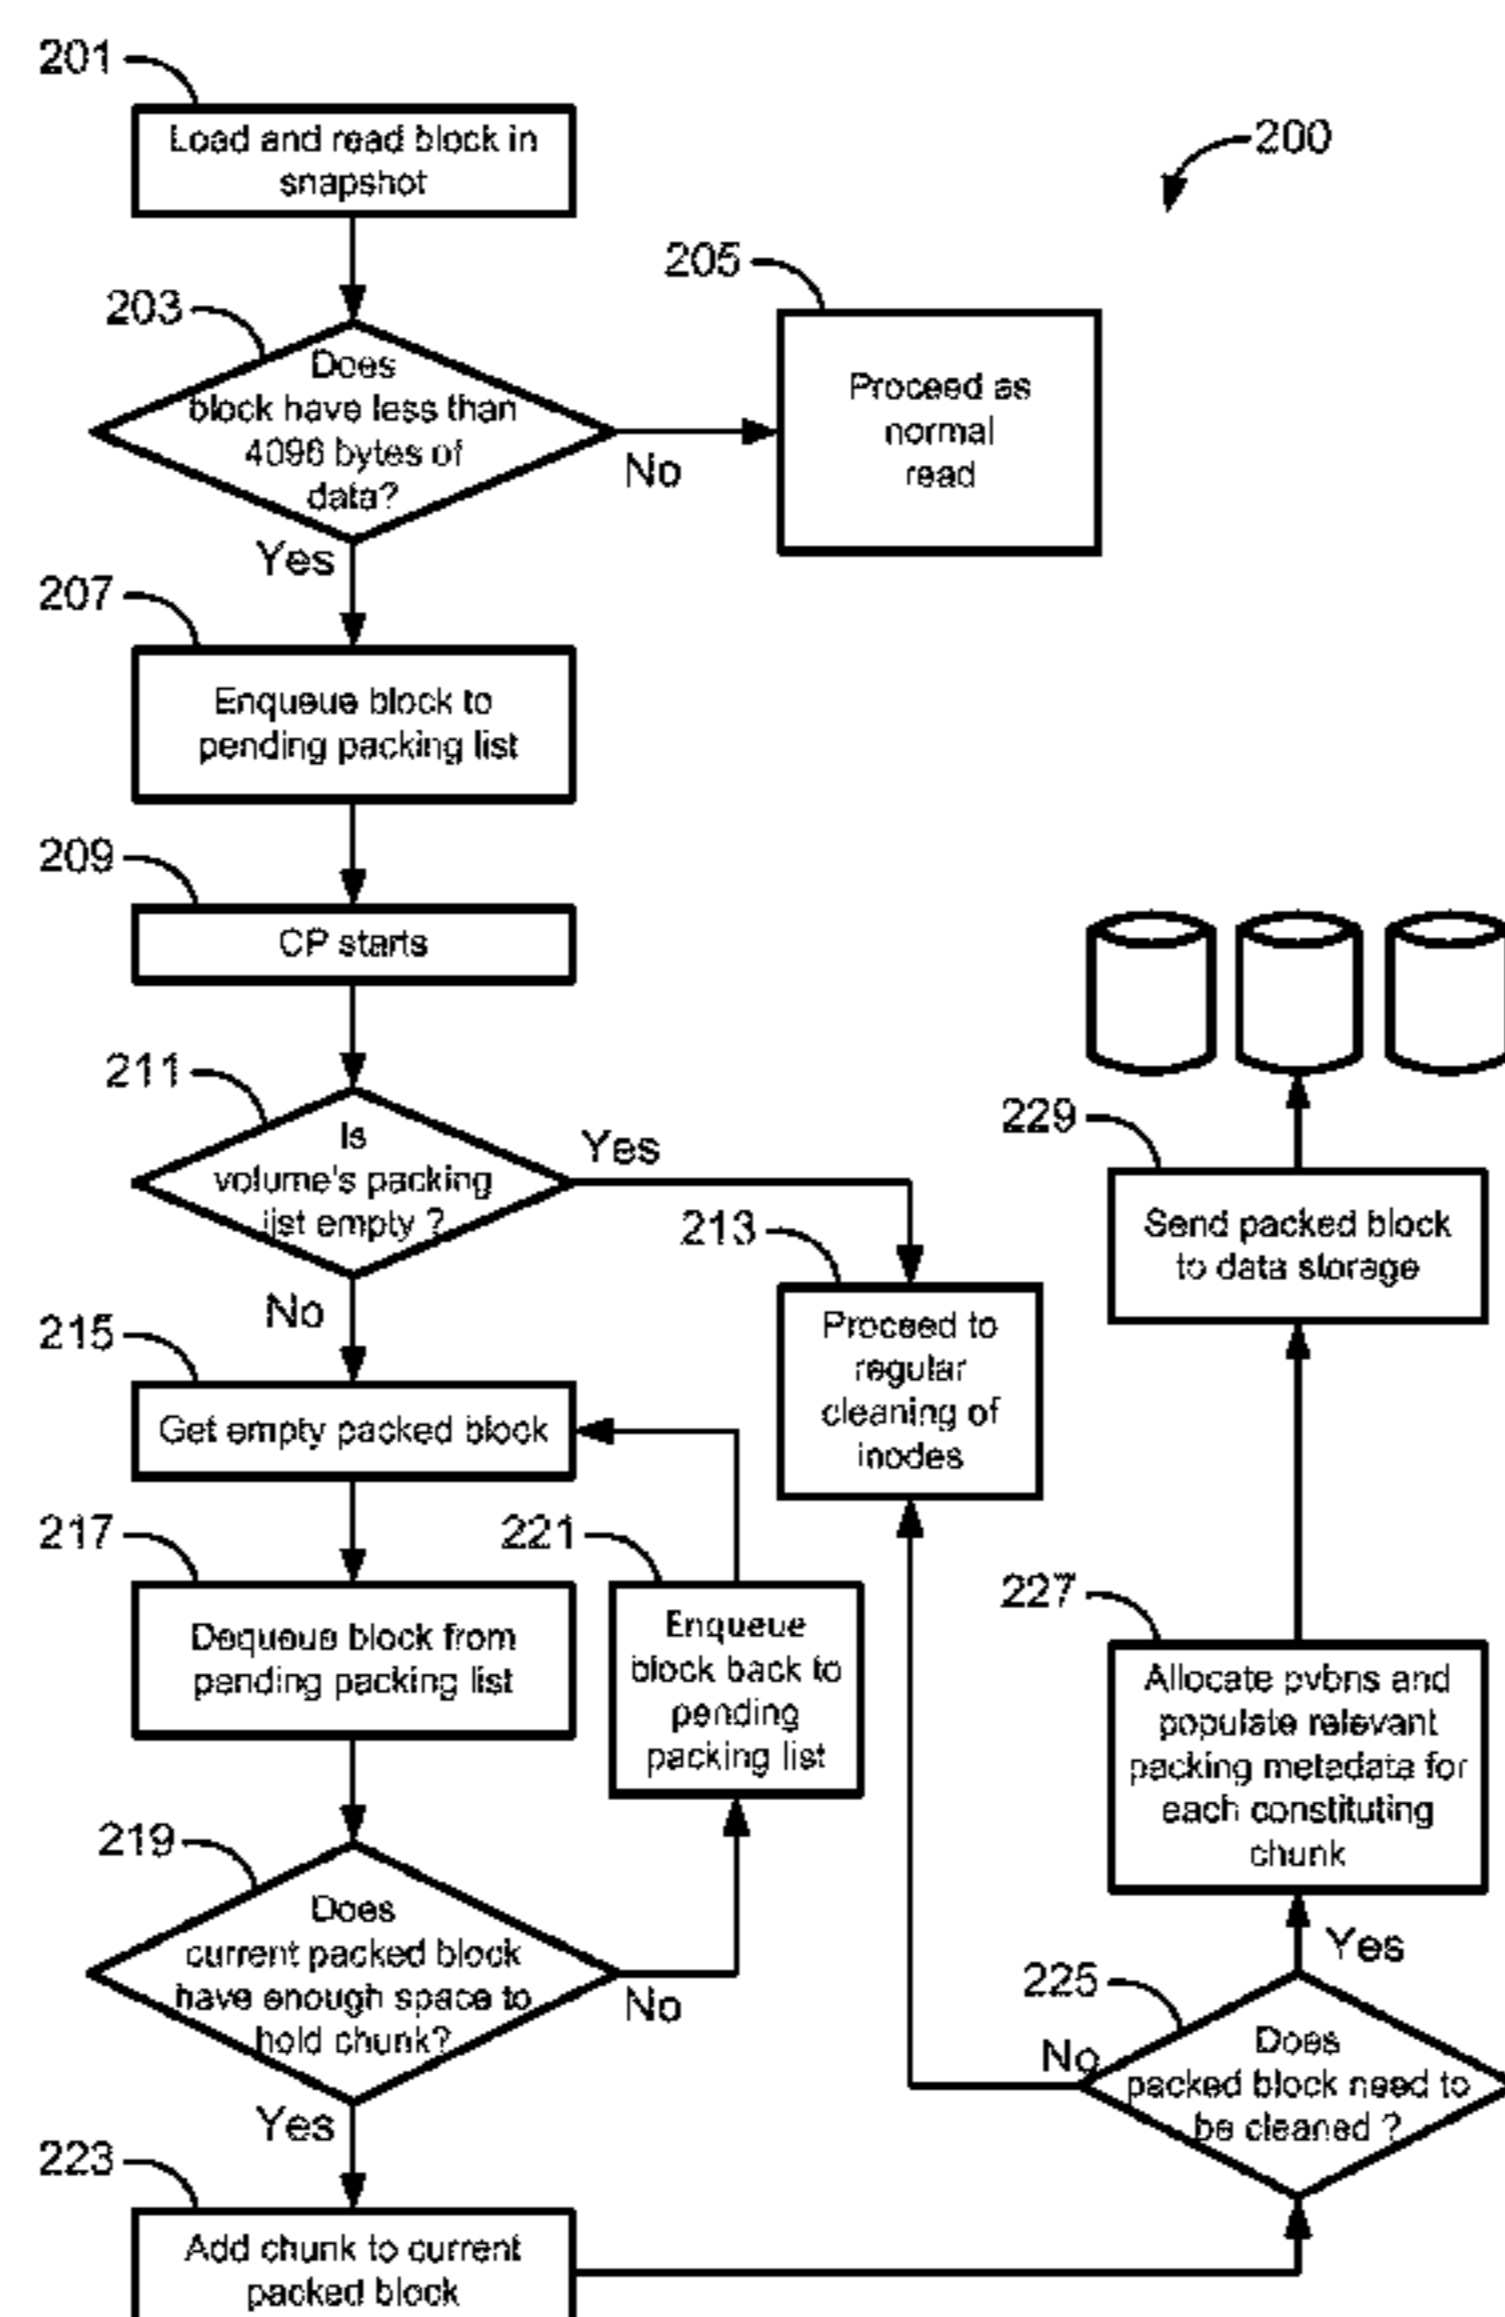 201
Load and read block in
snapshot
200
203
Does
block have less than
4096 bytes of
data?
No
Yes
205
Proceed as
normal
read
207
Enqueue block to
pending packing list
209
CP starts
211
Is
volume's packing
list empty ?
Yes
No
213
Proceed to
regular
cleaning of
inodes
215
Get empty packed block
217
Dequeue block from
pending packing list
221
Enqueue
block back to
pending
packing list
219
Does
current packed block
have enough space to
hold chunk?
No
Yes
223
Add chunk to current
packed block
225
Does
packed block need to
be cleaned ?
No
Yes
227
Allocate pvbns and
populate relevant
packing metedata for
each constituting
chunk
229
Send packed block
to data storage